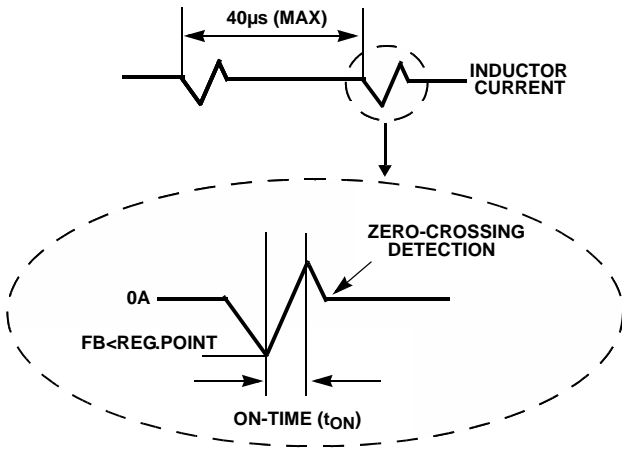 40µs (MAX)
INDUCTOR
CURRENT
ZERO-CROSSING
DETECTION
0A
FB<REG.POINT
ON-TIME (tON)